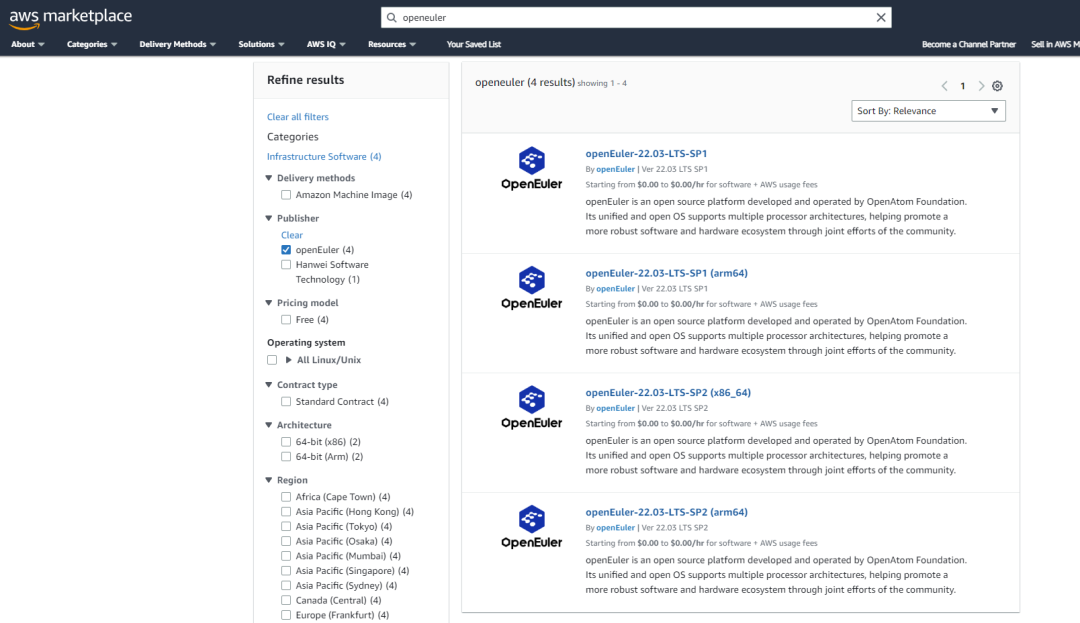 aws marketplace
openeuler
About
Categories
Delivery Methods
Solutions
AWS IQ
Resources
Your Saved List
Become a Channel Partner
Sell in AWS M
Refine results
Clear all filters
Categories
Infrastructure Software (4)
Delivery methods
Amazon Machine Image (4)
Publisher
Clear
openEuler (4)
Hanwei Software
Technology (1)
Pricing model
Free (4)
Operating system
All Linux/Unix
Contract type
Standard Contract (4)
Architecture
64-bit (x86) (2)
64-bit (Arm) (2)
Region
Africa (Cape Town) (4)
Asia Pacific (Hong Kong) (4)
Asia Pacific (Tokyo) (4)
Asia Pacific (Osaka) (4)
Asia Pacific (Mumbai) (4)
Asia Pacific (Singapore) (4)
Asia Pacific (Sydney) (4)
Canada (Central) (4)
Europe (Frankfurt) (4)
openeuler (4 results) showing 1 - 4
1
Sort By: Relevance
OpenEuler
openEuler-22.03-LTS-SP1
By openEuler | Ver 22.03 LTS SP1
Starting from $0.00 to $0.00/hr for software + AWS usage fees
openEuler is an open source platform developed and operated by OpenAtom Foundation.
Its unified and open OS supports multiple processor architectures, helping promote a
more robust software and hardware ecosystem through joint efforts of the community.
OpenEuler
openEuler-22.03-LTS-SP1 (arm64)
By openEuler | Ver 22.03 LTS SP1
Starting from $0.00 to $0.00/hr for software + AWS usage fees
openEuler is an open source platform developed and operated by OpenAtom Foundation.
Its unified and open OS supports multiple processor architectures, helping promote a
more robust software and hardware ecosystem through joint efforts of the community.
OpenEuler
openEuler-22.03-LTS-SP2 (x86_64)
By openEuler | Ver 22.03 LTS SP2
Starting from $0.00 to $0.00/hr for software + AWS usage fees
openEuler is an open source platform developed and operated by OpenAtom Foundation.
Its unified and open OS supports multiple processor architectures, helping promote a
more robust software and hardware ecosystem through joint efforts of the community.
OpenEuler
openEuler-22.03-LTS-SP2 (arm64)
By openEuler | Ver 22.03 LTS SP2
Starting from $0.00 to $0.00/hr for software + AWS usage fees
openEuler is an open source platform developed and operated by OpenAtom Foundation.
Its unified and open OS supports multiple processor architectures, helping promote a
more robust software and hardware ecosystem through joint efforts of the community.